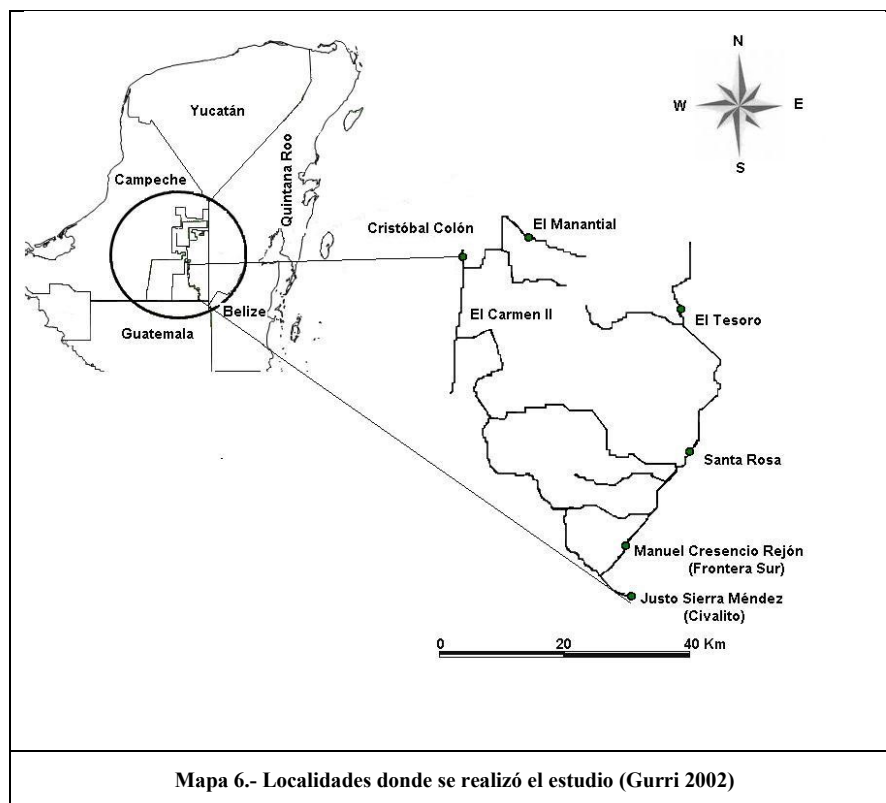 N
W E
S
Yucatán
Campeche
Quintana Roo
Belize
Guatemala
Cristóbal Colón
El Manantial
El Carmen II
El Tesoro
Santa Rosa
Manuel Cresencio Rejón
(Frontera Sur)
Justo Sierra Méndez
(Civalito)
0 20 40 Km
Mapa 6.- Localidades donde se realizó el estudio (Gurri 2002)